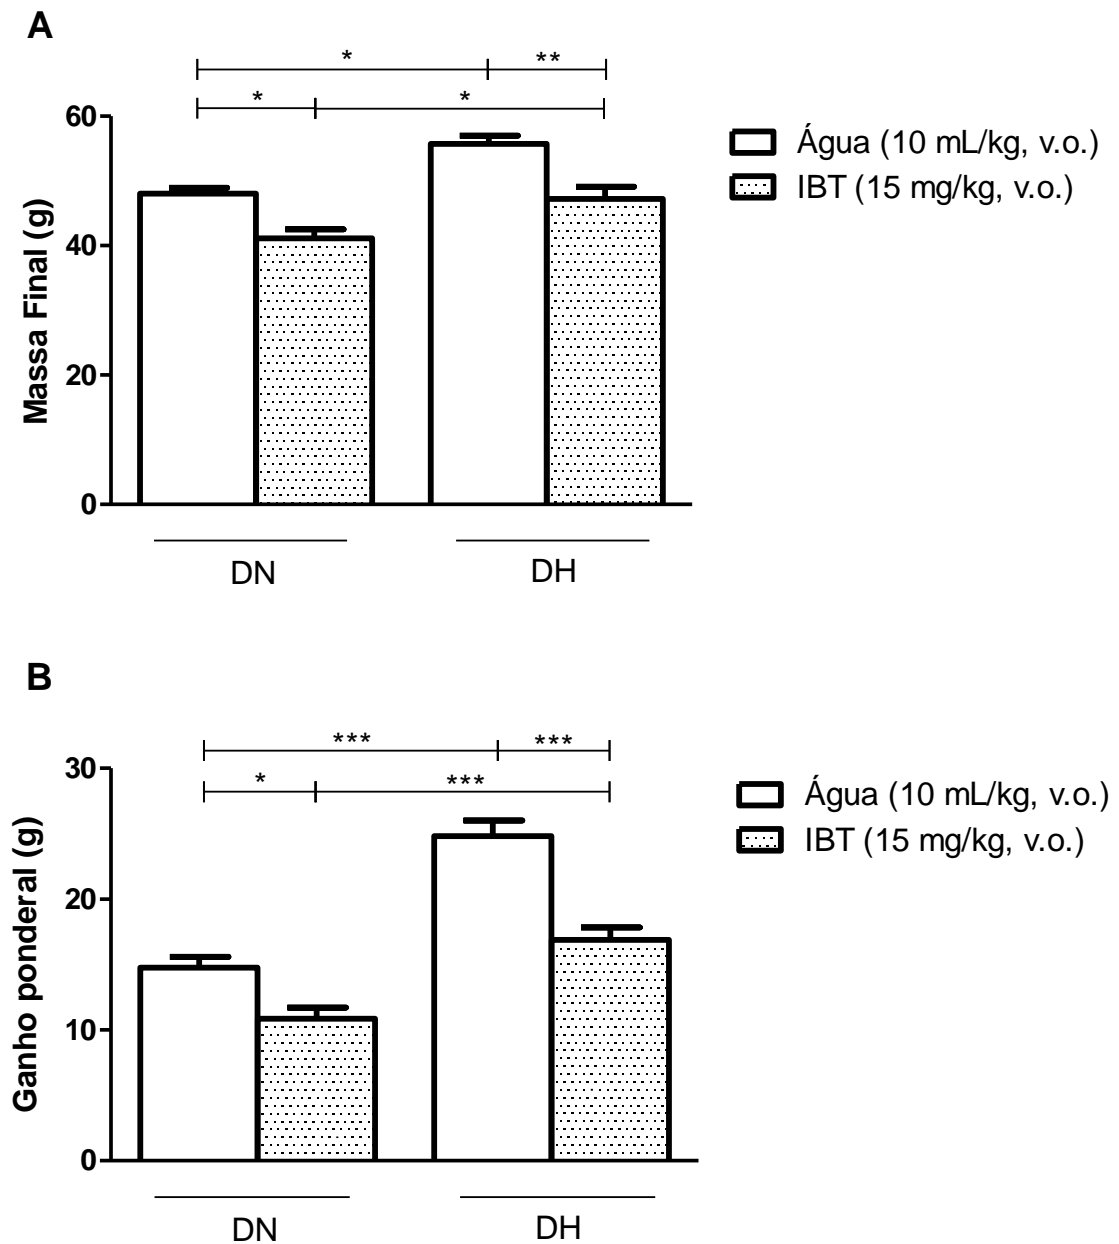 A
*
**
*
*
60
40
20
0
Massa Final (g)
Água (10 mL/kg, v.o.)
IBT (15 mg/kg, v.o.)
DN
DH
B
***
***
*
***
30
20
10
0
Ganho ponderal (g)
Água (10 mL/kg, v.o.)
IBT (15 mg/kg, v.o.)
DN
DH